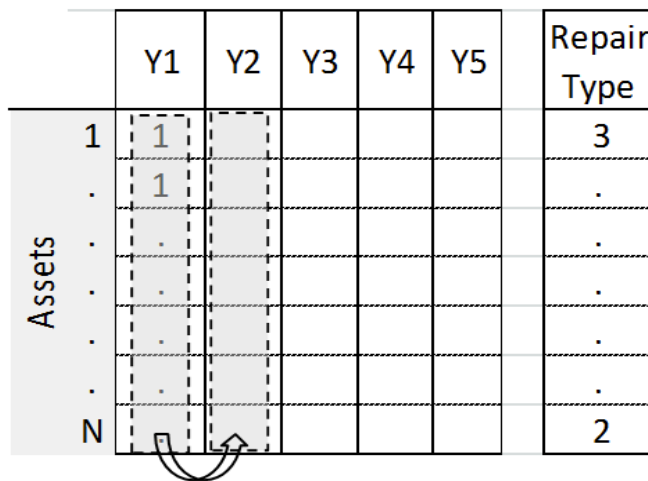 Y1 Y2 Y3 Y4 Y5 Repair Type
Assets
1 1 3
. 1 .
. . .
. . .
. . .
. . .
N . 2